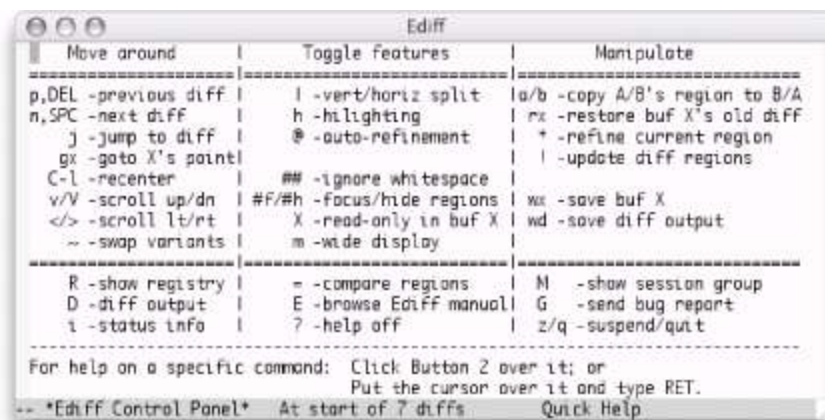 Ediff
Move around | Toggle features | Manipulate
=====================|===========================|=============================
p,DEL -previous diff | | -vert/horiz split |a/b -copy A/B's region to B/A
n,SPC -next diff | h -hilighting | rx -restore buf X's old diff
j -jump to diff | @ -auto-refinement | * -refine current region
gx -goto X's point| | ! -update diff regions
C-l -recenter | ## -ignore whitespace |
v/V -scroll up/dn | #f/#h -focus/hide regions | wx -save buf X
</> -scroll lt/rt | X -read-only in buf X | wd -save diff output
~ -swap variants | m -wide display |
=====================|===========================|=============================
R -show registry | = -compare regions | M -show session group
D -diff output | E -browse Ediff manual| G -send bug report
i -status info | ? -help off | z/q -suspend/quit
-------------------------------------------------------------------------------
For help on a specific command: Click Button 2 over it; or
Put the cursor over it and type RET.
-- *Ediff Control Panel* At start of 7 diffs Quick Help